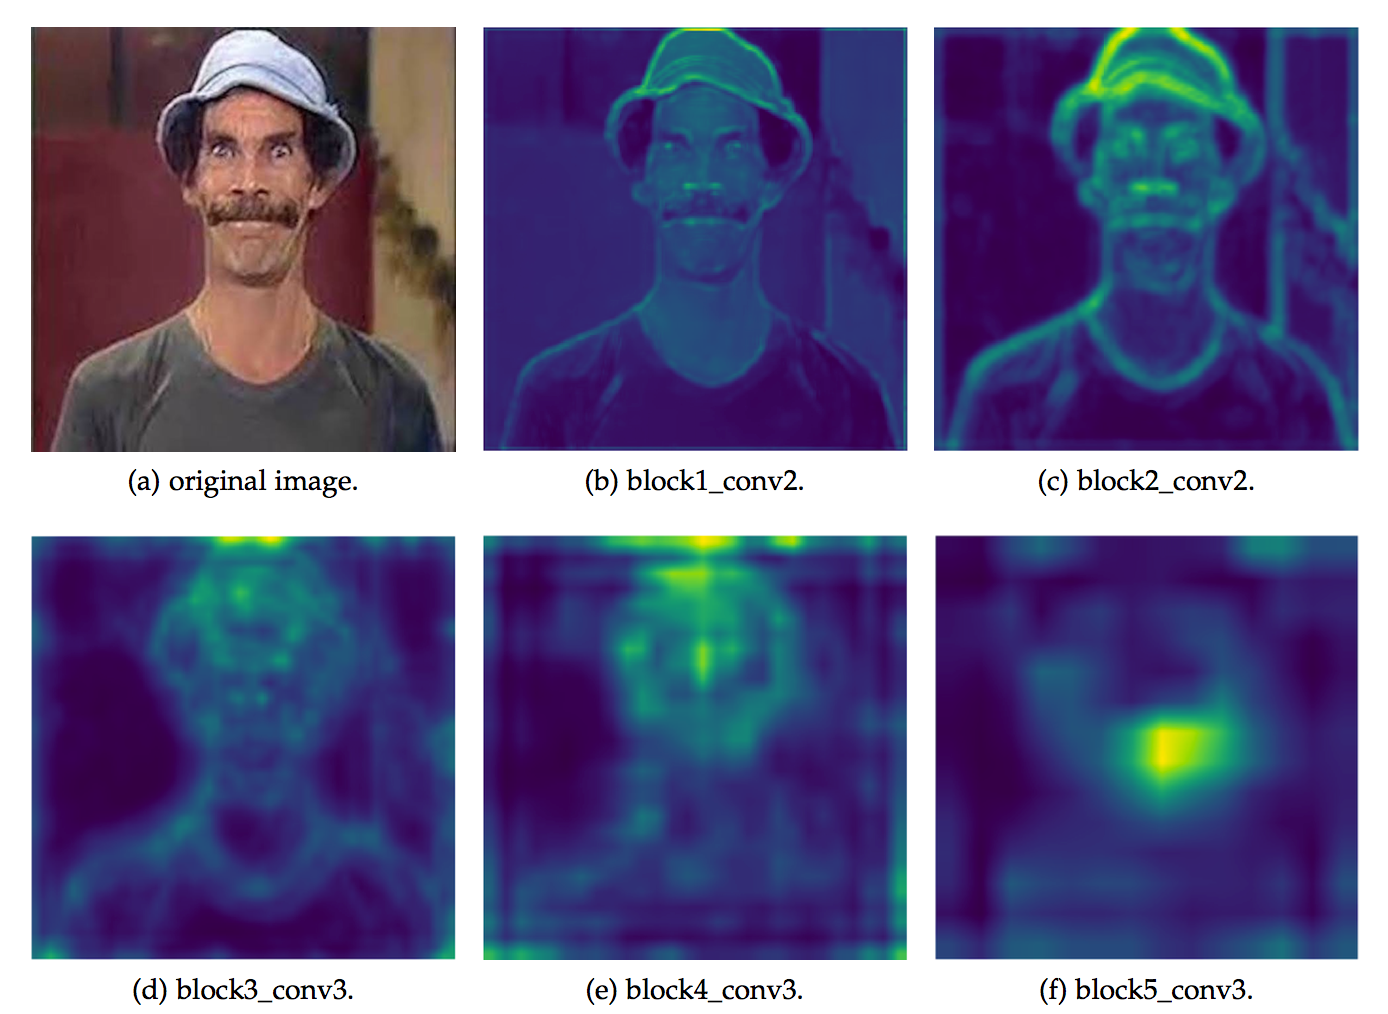 (a) original image.
(b) block1_conv2.
(c) block2_conv2.
(d) block3_conv3.
(e) block4_conv3.
(f) block5_conv3.